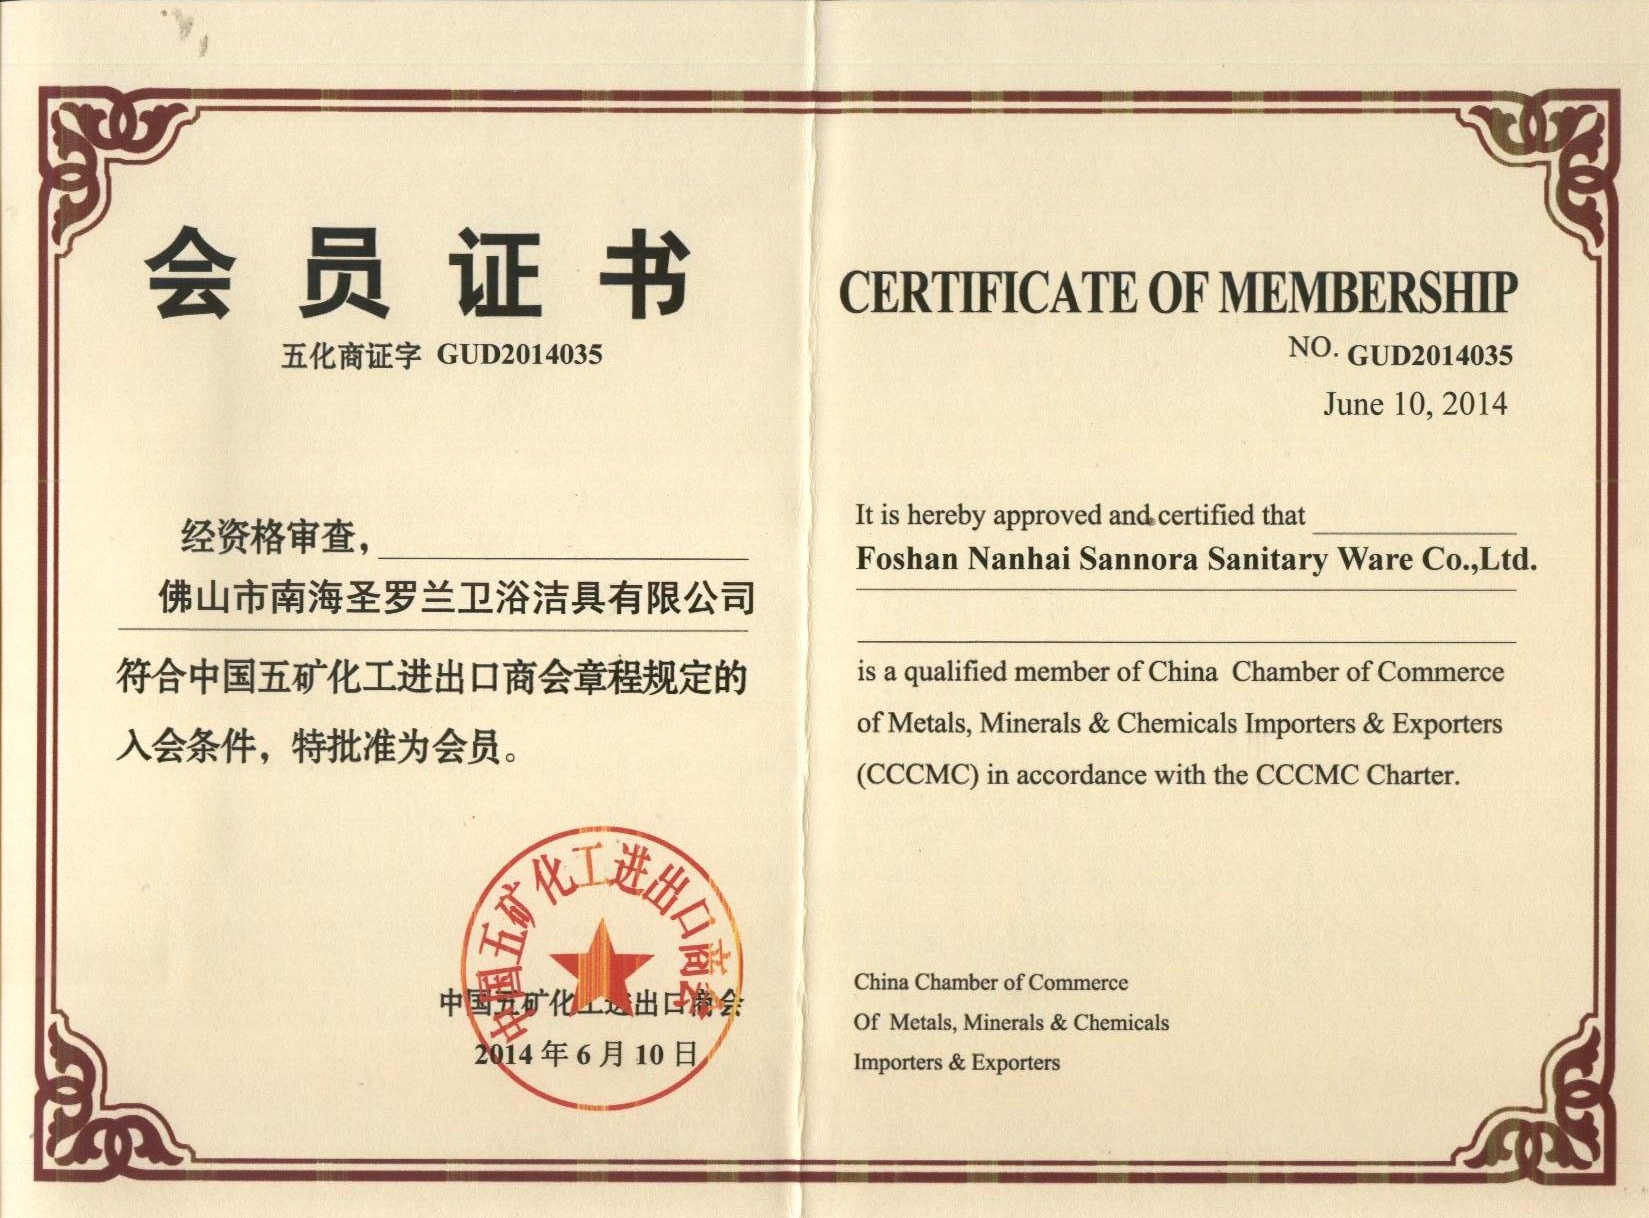 会员证书
五化商证字 GUD2014035
经资格审查,
佛山市南海圣罗兰卫浴洁具有限公司
符合中国五矿化工进出口商会章程规定的
入会条件，特批准为会员。
中国五矿化工进出口商会
中国五矿化工进出口商会
2014 年 6 月 10 日
CERTIFICATE OF MEMBERSHIP
NO. GUD2014035
June 10, 2014
It is hereby approved and certified that
Foshan Nanhai Sannora Sanitary Ware Co.,Ltd.
is a qualified member of China Chamber of Commerce
of Metals, Minerals & Chemicals Importers & Exporters
(CCCMC) in accordance with the CCCMC Charter.
China Chamber of Commerce
Of Metals, Minerals & Chemicals
Importers & Exporters